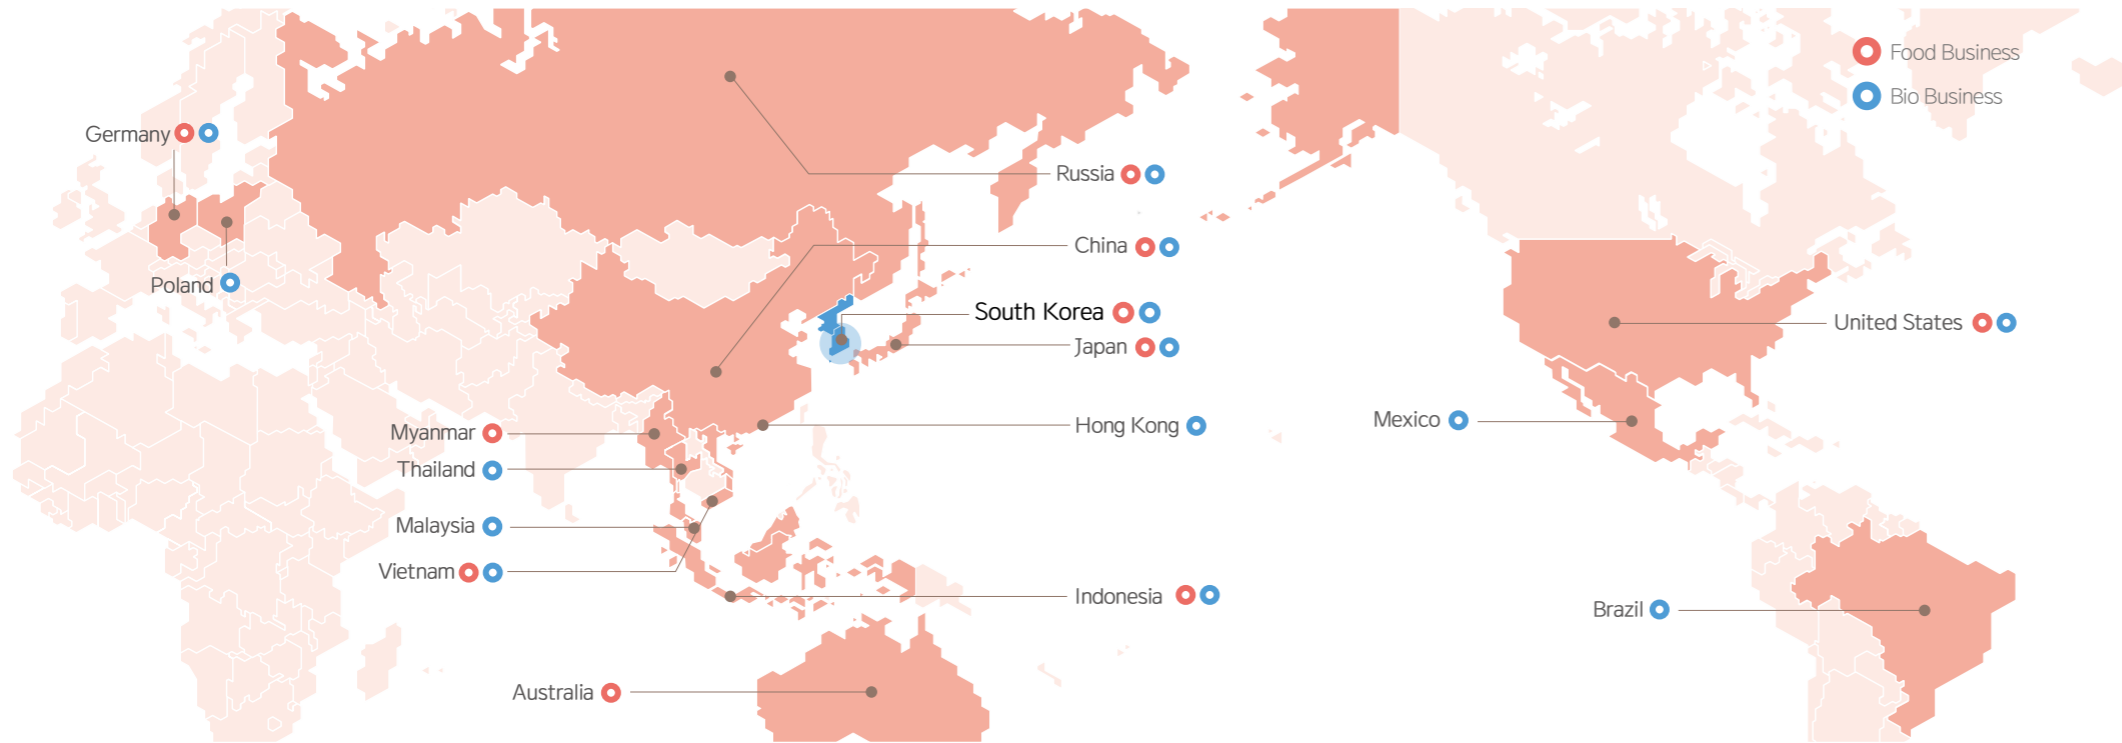 Food Business
Bio Business
Germany
Russia
China
Poland
South Korea
United States
Japan
Mexico
Hong Kong
Myanmar
Thailand
Malaysia
Vietnam
Indonesia
Brazil
Australia